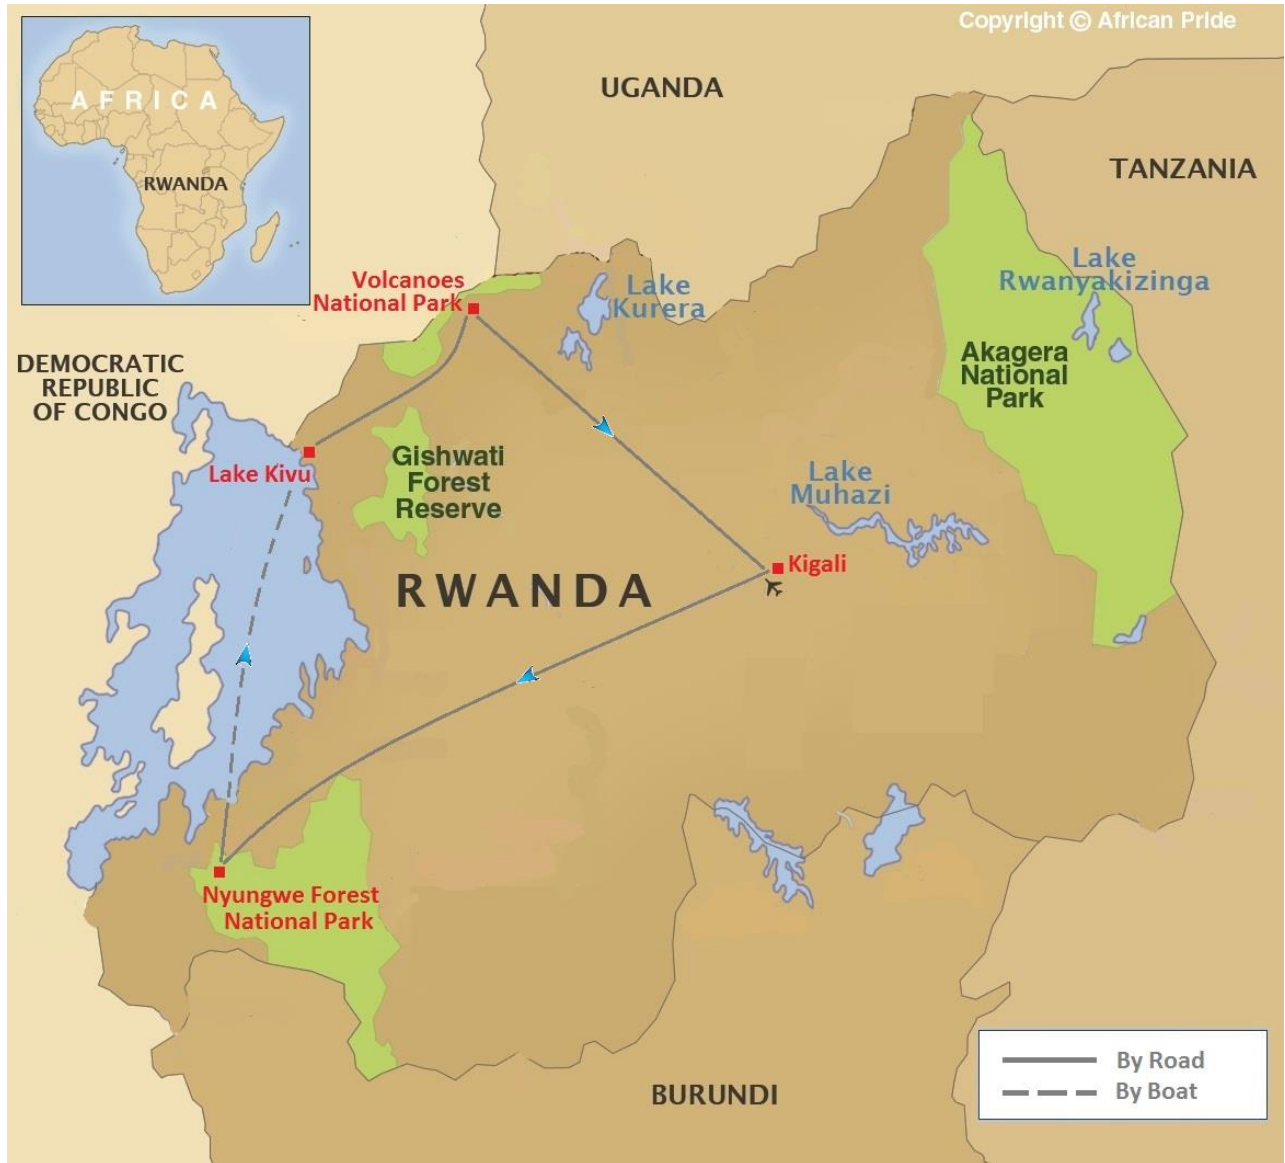 Copyright © African Pride
AFRICA
RWANDA
UGANDA
TANZANIA
Volcanoes
National Park
Lake
Kurera
Lake
Rwanyakizinga
DEMOCRATIC
REPUBLIC
OF CONGO
Akagera
National
Park
Lake Kivu
Gishwati
Forest
Reserve
Lake
Muhazi
RWANDA
Kigali
Nyungwe Forest
National Park
BURUNDI
By Road
By Boat